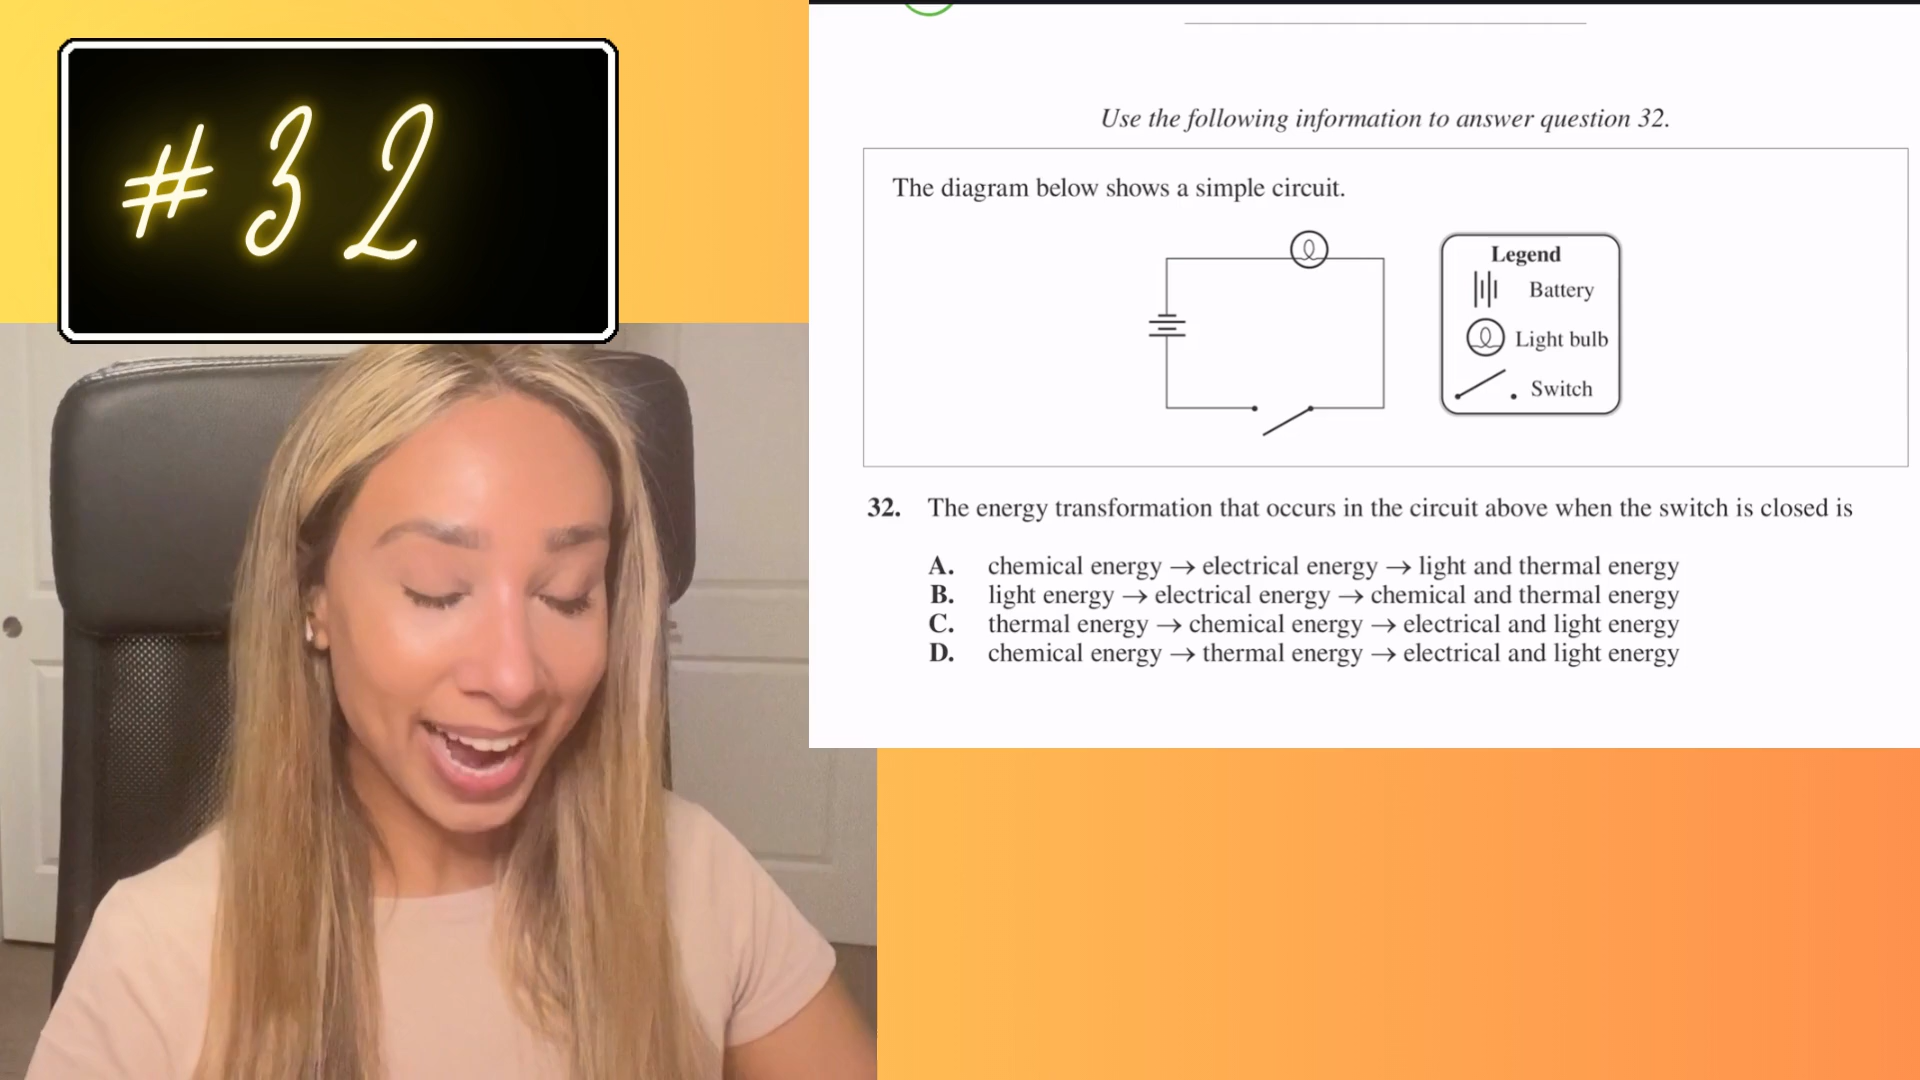 # 32
Use the following information to answer question 32.
The diagram below shows a simple circuit.
Legend
Battery
Light bulb
Switch
32. The energy transformation that occurs in the circuit above when the switch is closed is
A. chemical energy → electrical energy → light and thermal energy
B. light energy → electrical energy → chemical and thermal energy
C. thermal energy → chemical energy → electrical and light energy
D. chemical energy → thermal energy → electrical and light energy